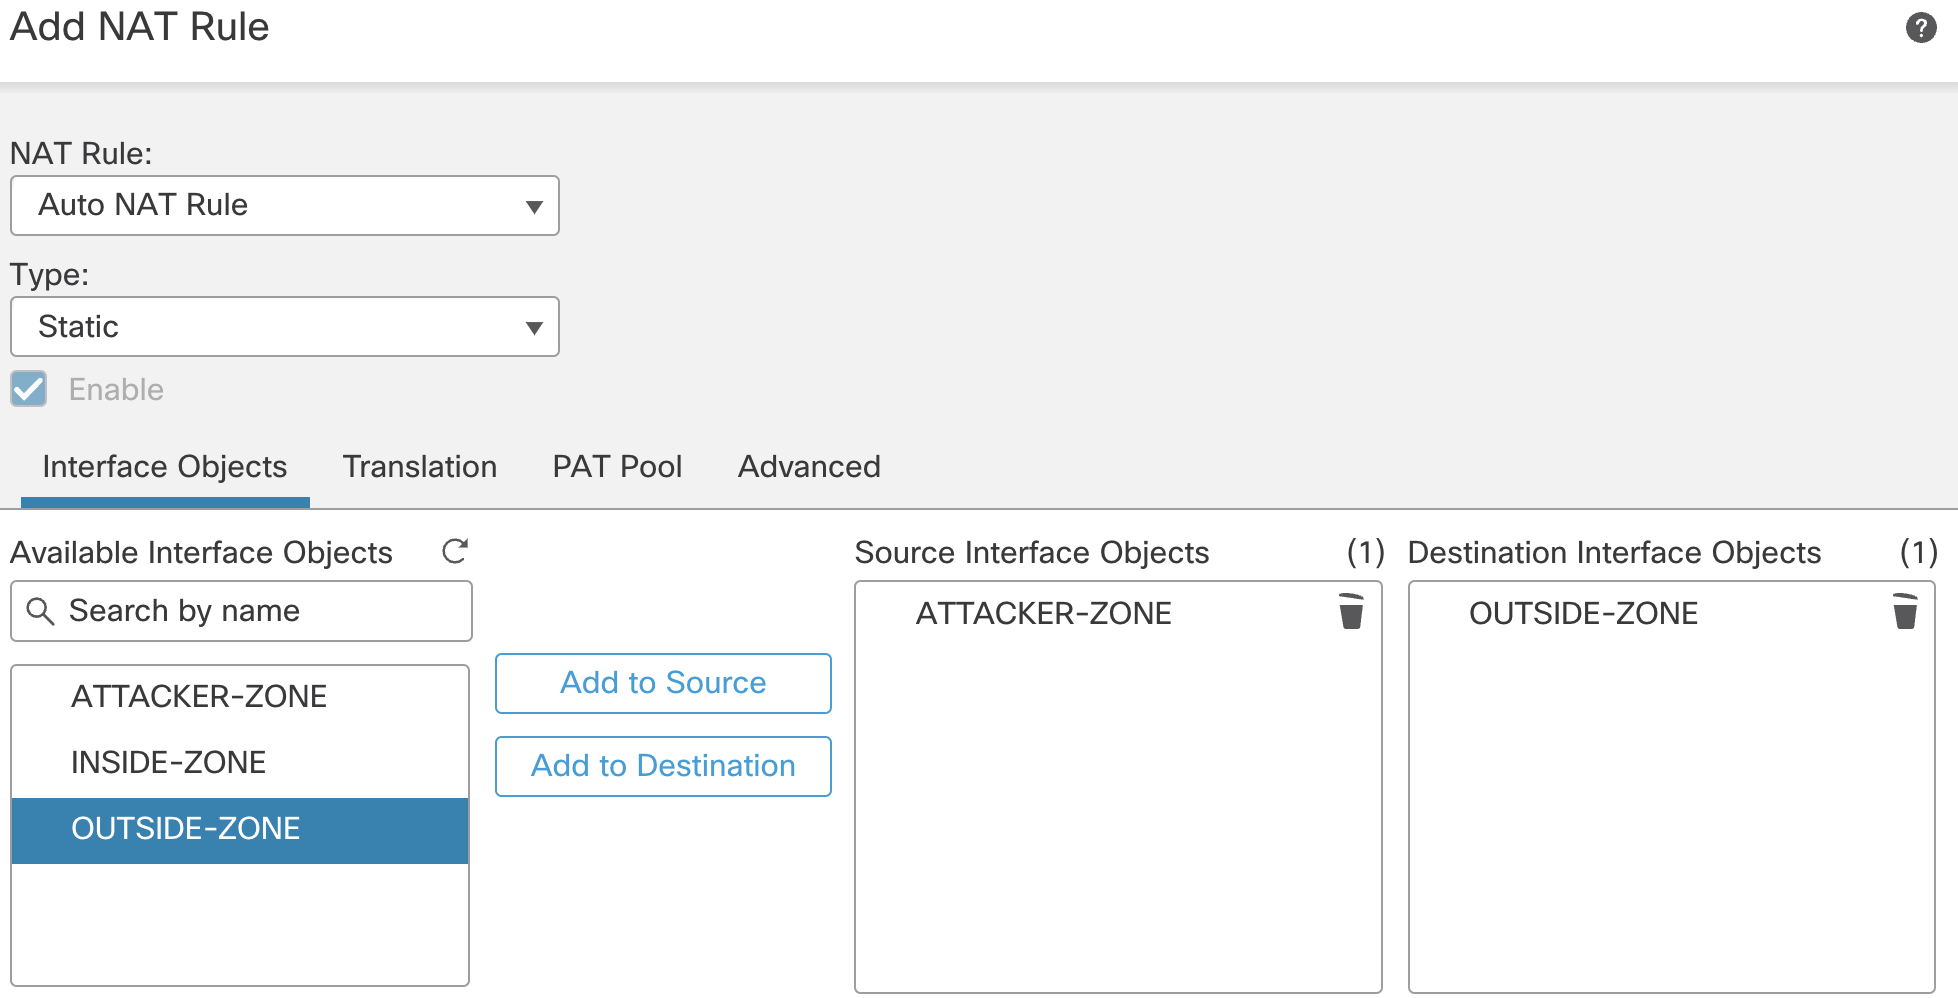 Add NAT Rule
?
NAT Rule:
Auto NAT Rule
Type:
Static
Enable
Interface Objects Translation PAT Pool Advanced
Available Interface Objects
Search by name
ATTACKER-ZONE
INSIDE-ZONE
OUTSIDE-ZONE
Add to Source
Add to Destination
Source Interface Objects (1)
ATTACKER-ZONE
Destination Interface Objects (1)
OUTSIDE-ZONE